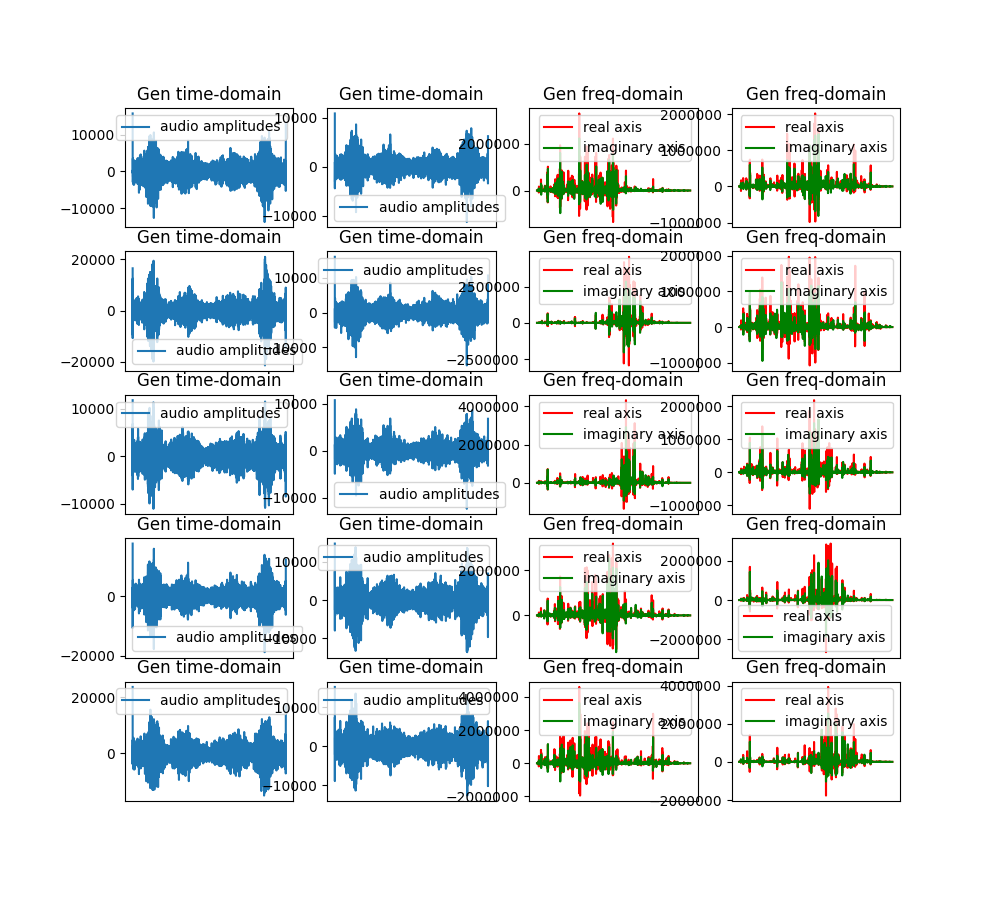 Gen time-domain
Gen time-domain
Gen freq-domain
Gen freq-domain
10000
0
−10000
audio amplitudes
10000
0
−10000
audio amplitudes
2000000
0
real axis
imaginary axis
2000000
1000000
0
−1000000
real axis
imaginary axis
Gen time-domain
Gen time-domain
Gen freq-domain
Gen freq-domain
20000
0
−20000
audio amplitudes
10000
0
−10000
audio amplitudes
2500000
0
−2500000
real axis
imaginary axis
2000000
1000000
0
−1000000
real axis
imaginary axis
Gen time-domain
Gen time-domain
Gen freq-domain
Gen freq-domain
10000
0
−10000
audio amplitudes
10000
0
−10000
audio amplitudes
4000000
2000000
0
real axis
imaginary axis
2000000
1000000
0
−1000000
real axis
imaginary axis
Gen time-domain
Gen time-domain
Gen freq-domain
Gen freq-domain
0
−20000
audio amplitudes
10000
0
−10000
audio amplitudes
2000000
0
−2000000
real axis
imaginary axis
2000000
0
−2000000
real axis
imaginary axis
Gen time-domain
Gen time-domain
Gen freq-domain
Gen freq-domain
20000
0
audio amplitudes
10000
0
−10000
audio amplitudes
4000000
2000000
0
−2000000
real axis
imaginary axis
4000000
2000000
0
−2000000
real axis
imaginary axis